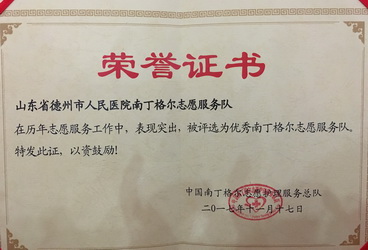 荣誉证书
山东省德州市人民医院南丁格尔志愿服务队
在历年志愿服务工作中，表现突出，被评选为优秀南丁格尔志愿服务队。
特发此证，以资鼓励！
中国南丁格尔志愿护理服务总队
二〇一七年十一月十七日